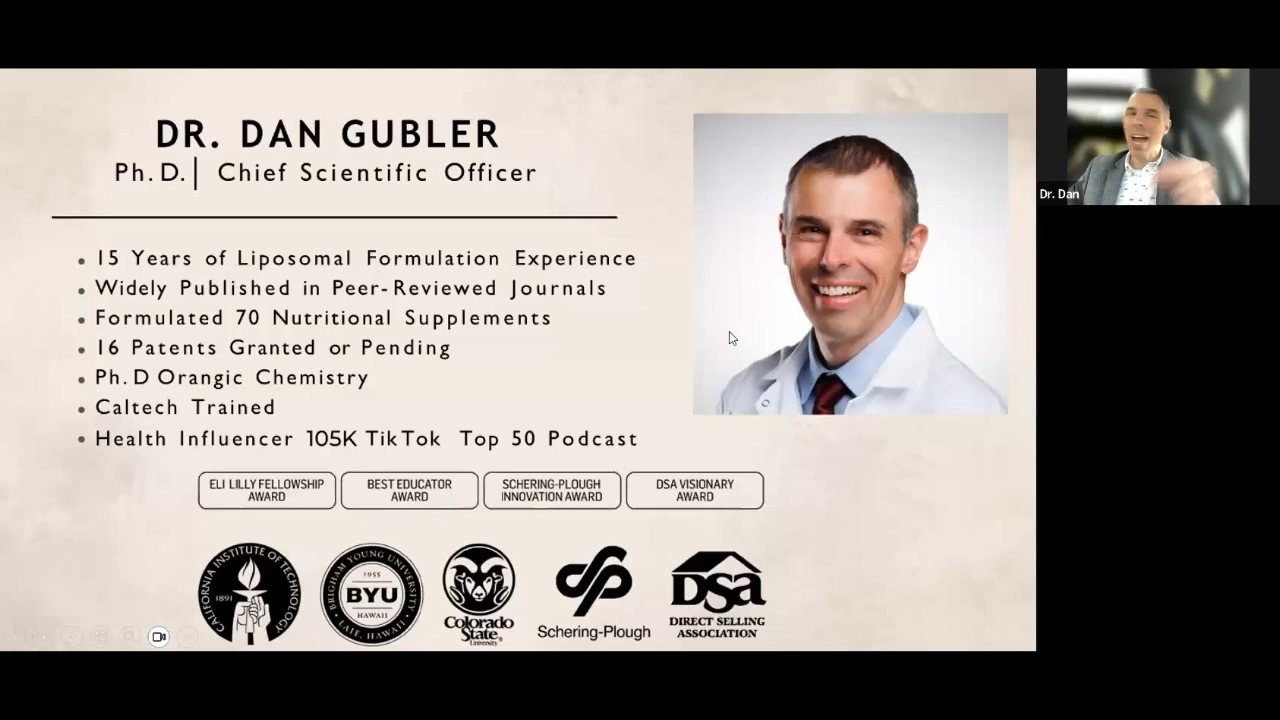 DR. DAN GUBLER
Ph.D.| Chief Scientific Officer
• 15 Years of Liposomal Formulation Experience
• Widely Published in Peer-Reviewed Journals
• Formulated 70 Nutritional Supplements
• 16 Patents Granted or Pending
• Ph.D Orangic Chemistry
• Caltech Trained
• Health Influencer 105K TikTok Top 50 Podcast
ELI LILLY FELLOWSHIP
AWARD
BEST EDUCATOR
AWARD
SCHERING-PLOUGH
INNOVATION AWARD
DSA VISIONARY
AWARD
CALIFORNIA INSTITUTE OF TECHNOLOGY
1891
BRIGHAM YOUNG UNIVERSITY
1955
BYU
HAWAII
LAIE, HAWAII
Colorado
State
University
Schering-Plough
DSA
DIRECT SELLING
ASSOCIATION
Dr. Dan